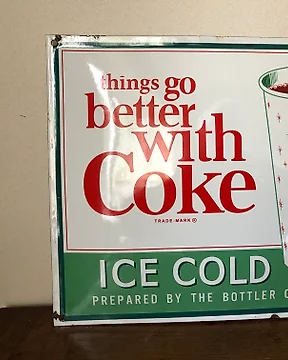 things go
better
with
Coke
TRADE-MARK ®
ICE COLD
PREPARED BY THE BOTTLER